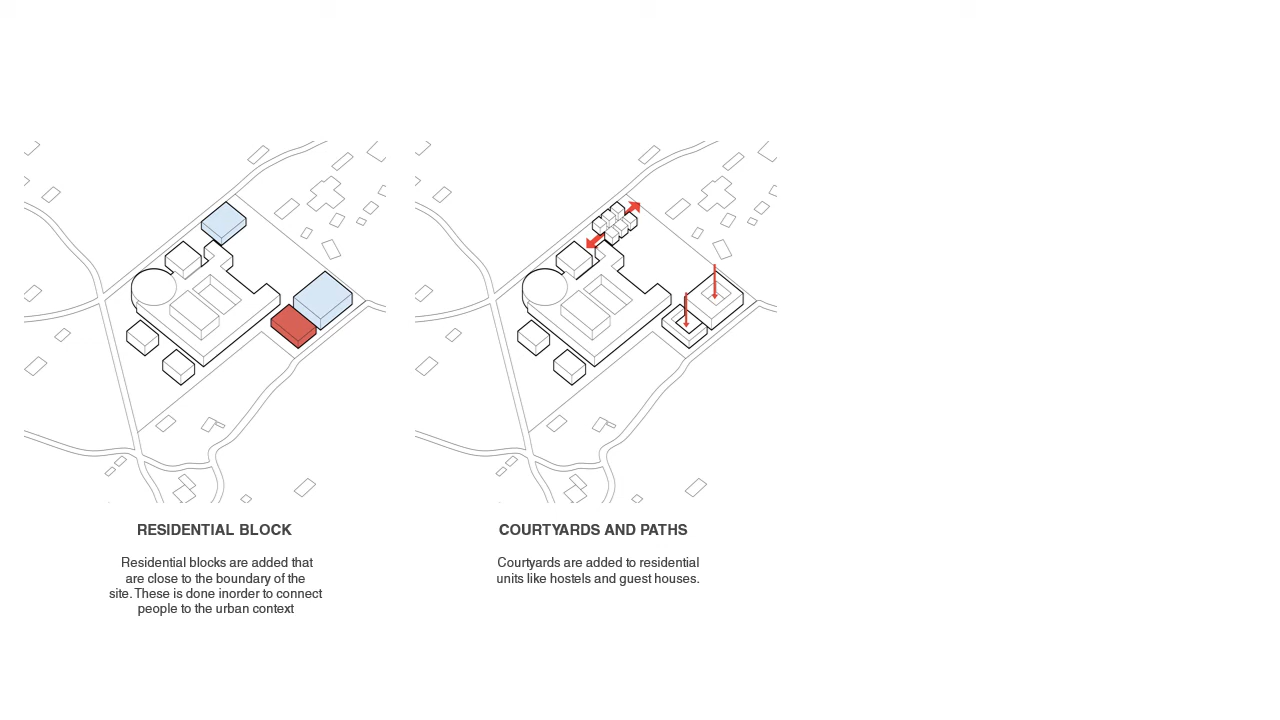 RESIDENTIAL BLOCK
Residential blocks are added that
are close to the boundary of the
site. These is done inorder to connect
people to the urban context
COURTYARDS AND PATHS
Courtyards are added to residential
units like hostels and guest houses.